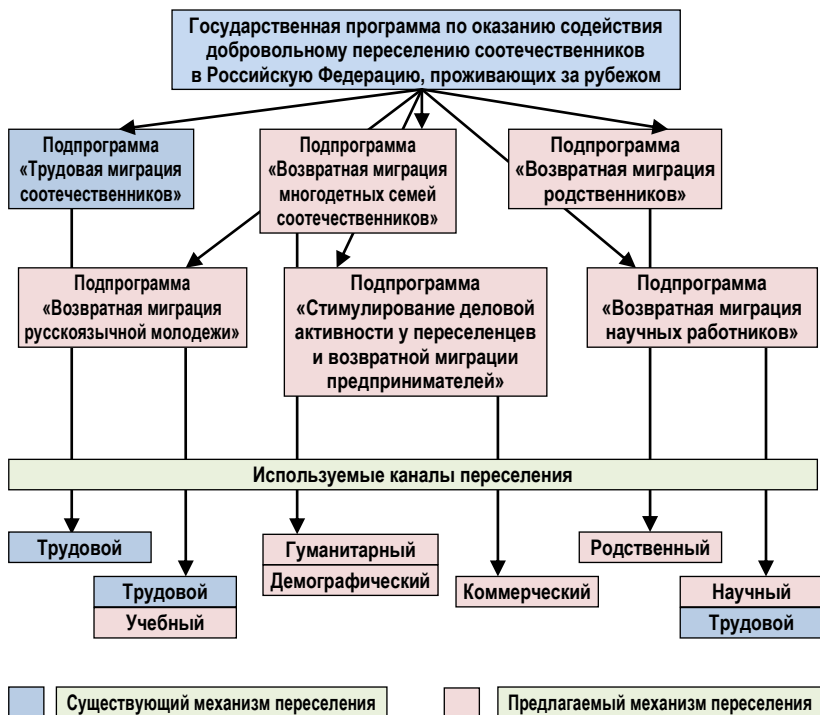 Государственная программа по оказанию содействия
добровольному переселению соотечественников
в Российскую Федерацию, проживающих за рубежом
Подпрограмма
«Трудовая миграция
соотечественников»
Подпрограмма
«Возвратная миграция
многодетных семей
соотечественников»
Подпрограмма
«Возвратная миграция
родственников»
Подпрограмма
«Возвратная миграция
русскоязычной молодежи»
Подпрограмма
«Стимулирование деловой
активности у переселенцев
и возвратной миграции
предпринимателей»
Подпрограмма
«Возвратная миграция
научных работников»
Используемые каналы переселения
Трудовой
Трудовой
Учебный
Гуманитарный
Демографический
Коммерческий
Родственный
Научный
Трудовой
Существующий механизм переселения
Предлагаемый механизм переселения